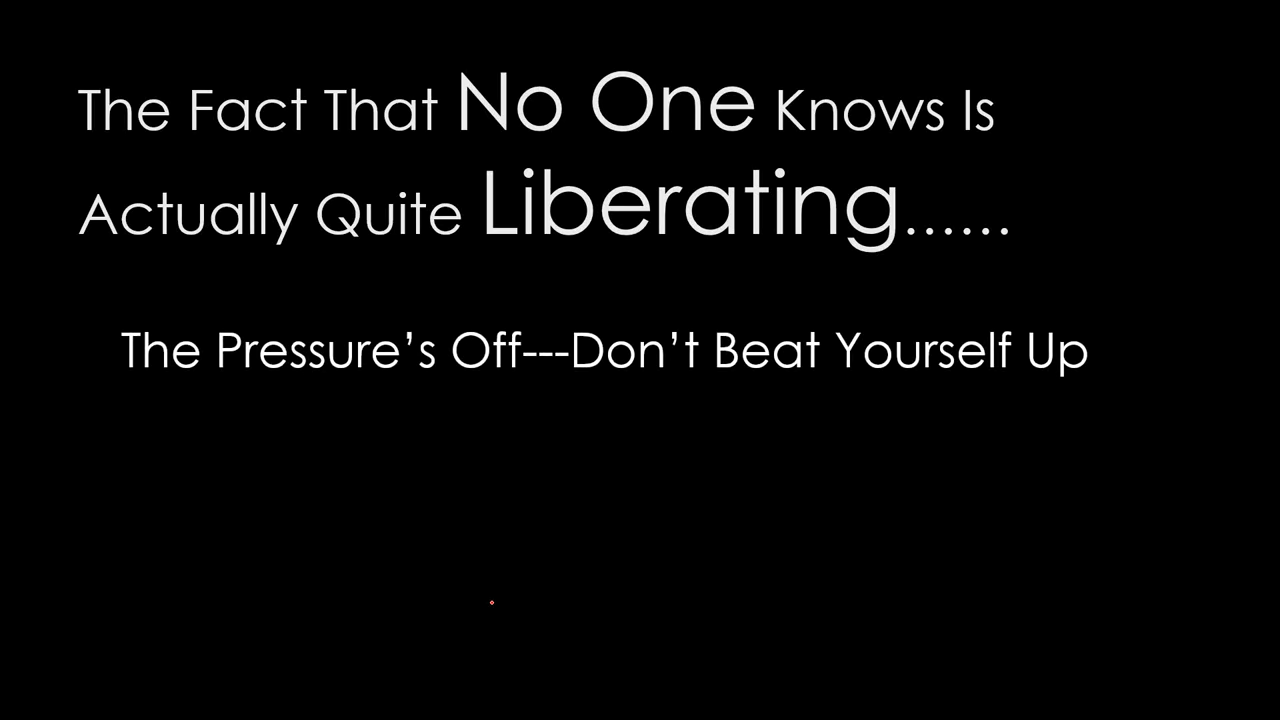 The Fact That No One Knows Is
Actually Quite Liberating......
The Pressure’s Off---Don’t Beat Yourself Up